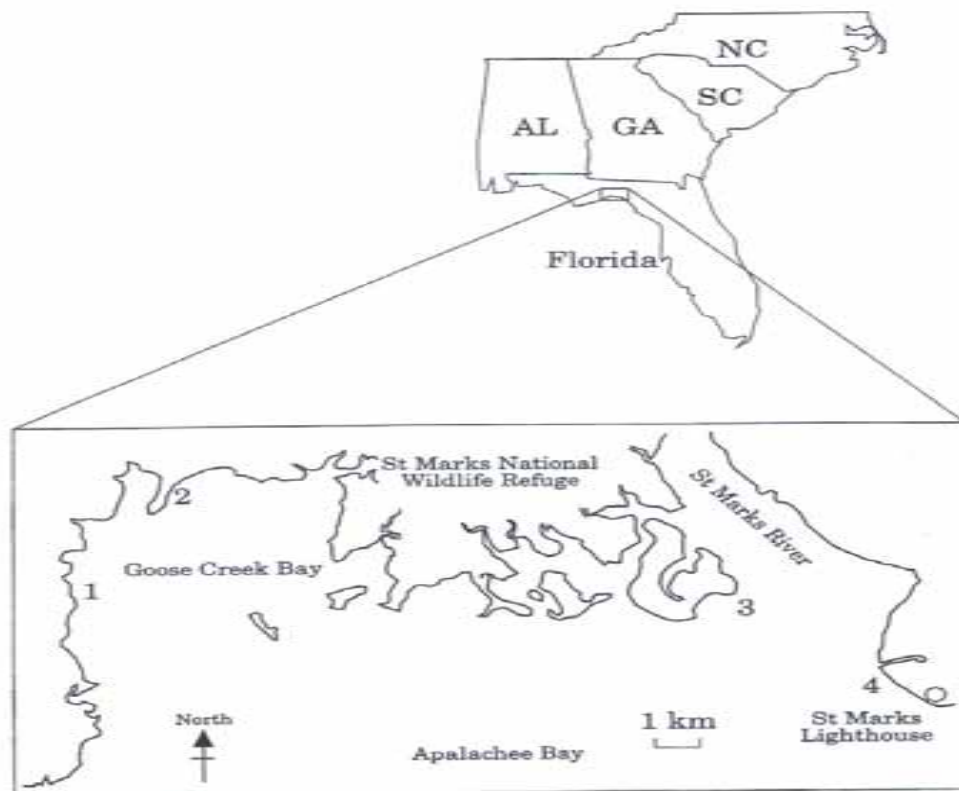 NC
SC
AL
GA
Florida
St Marks National
Wildlife Refuge
St Marks River
2
Goose Creek Bay
1
3
4
North
1 km
St Marks
Lighthouse
Apalachee Bay